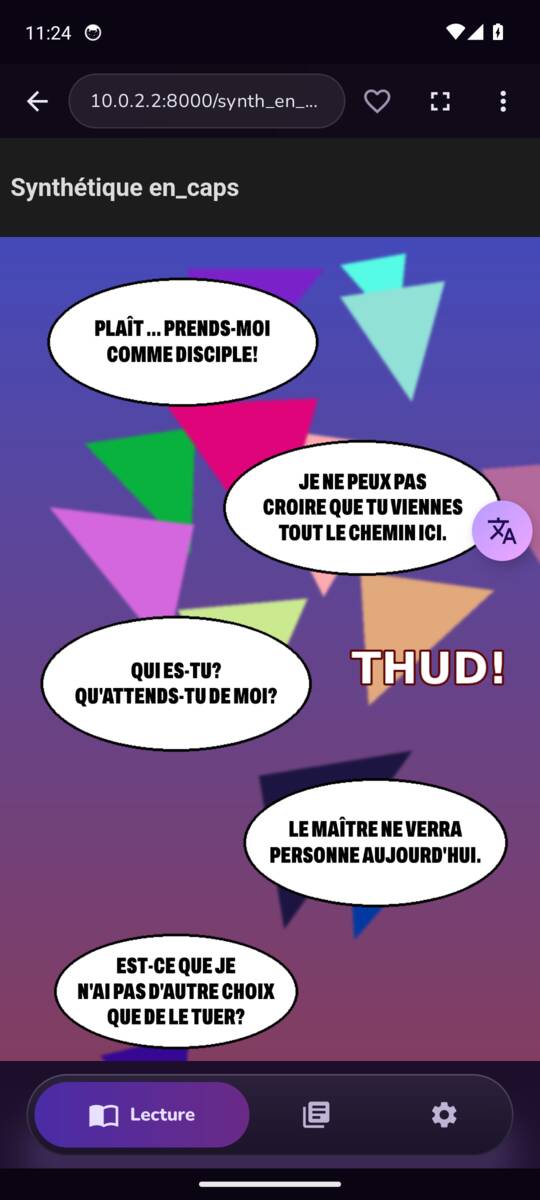 11:24
10.0.2.2:8000/synth_en_...
Synthétique en_caps
PLAÎT ... PRENDS-MOI
COMME DISCIPLE!
JE NE PEUX PAS
CROIRE QUE TU VIENNES
TOUT LE CHEMIN ICI.
QUI ES-TU?
QU'ATTENDS-TU DE MOI?
THUD!
LE MAÎTRE NE VERRA
PERSONNE AUJOURD'HUI.
EST-CE QUE JE
N'AI PAS D'AUTRE CHOIX
QUE DE LE TUER?
Lecture